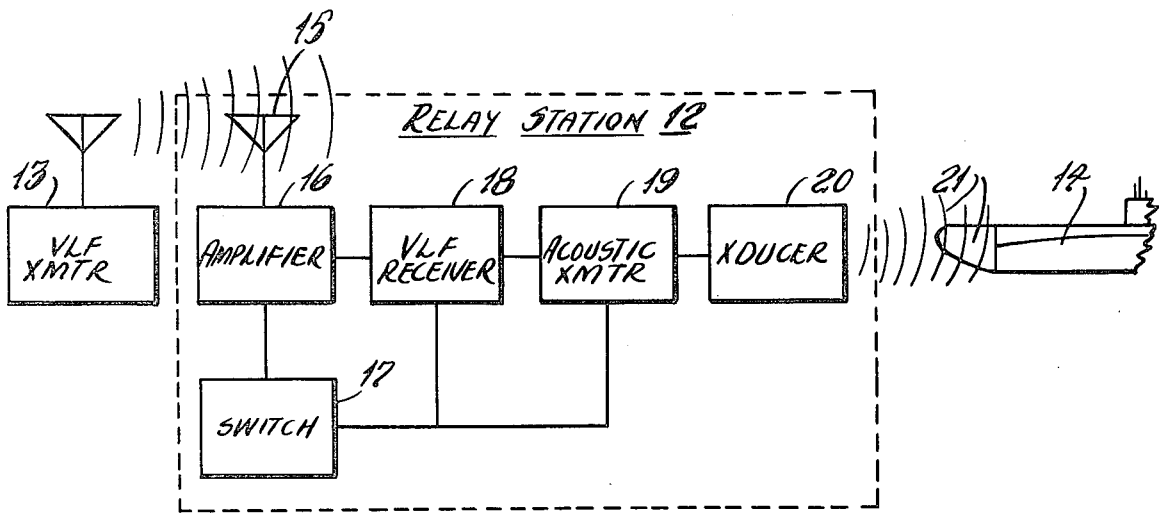 15
RELAY STATION 12
13
16
18
19
20
21
14
VLF
XMTR
AMPLIFIER
VLF
RECEIVER
ACOUSTIC
XMTR
XDUCER
17
SWITCH